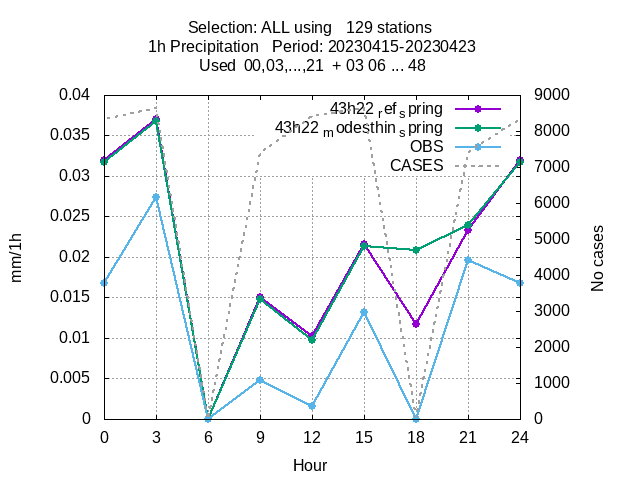 Selection: ALL using   129 stations
1h Precipitation   Period: 20230415-20230423
Used  00,03,...,21  + 03 06 ... 48
0.04
0.035
0.03
0.025
0.02
0.015
0.01
0.005
0
mm/1h
9000
8000
7000
6000
5000
4000
3000
2000
1000
0
No cases
43h22 ref spring
43h22 modesthin spring
OBS
CASES
0 3 6 9 12 15 18 21 24
Hour